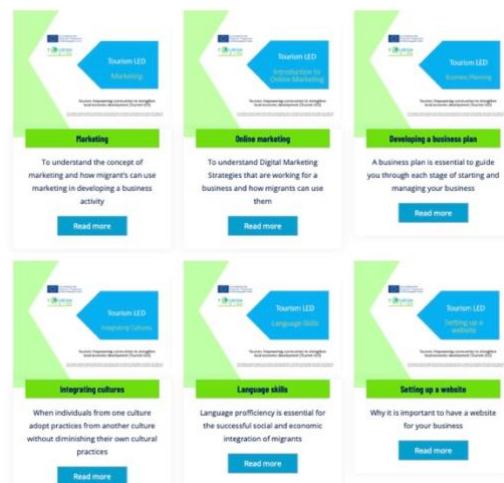 Tourism LED
Marketing
Marketing
To understand the concept of
marketing and how migrant's can use
marketing in developing a business
activity
Read more
Tourism LED
Introduction to
Online Marketing
Online marketing
To understand Digital Marketing
Strategies that are working for a
business and how migrants can use
them
Read more
Tourism LED
Business Planning
Developing a business plan
A business plan is essential to guide
you through each stage of starting and
managing your business
Read more
Tourism LED
Integrating Cultures
Integrating cultures
When individuals from one culture
adopt practices from another culture
without diminishing their own cultural
practices
Read more
Tourism LED
Language Skills
Language skills
Language profficiency is essential for
the successful social and economic
integration of migrants
Read more
Tourism LED
Setting up a
website
Setting up a website
Why it is important to have a website
for your business
Read more